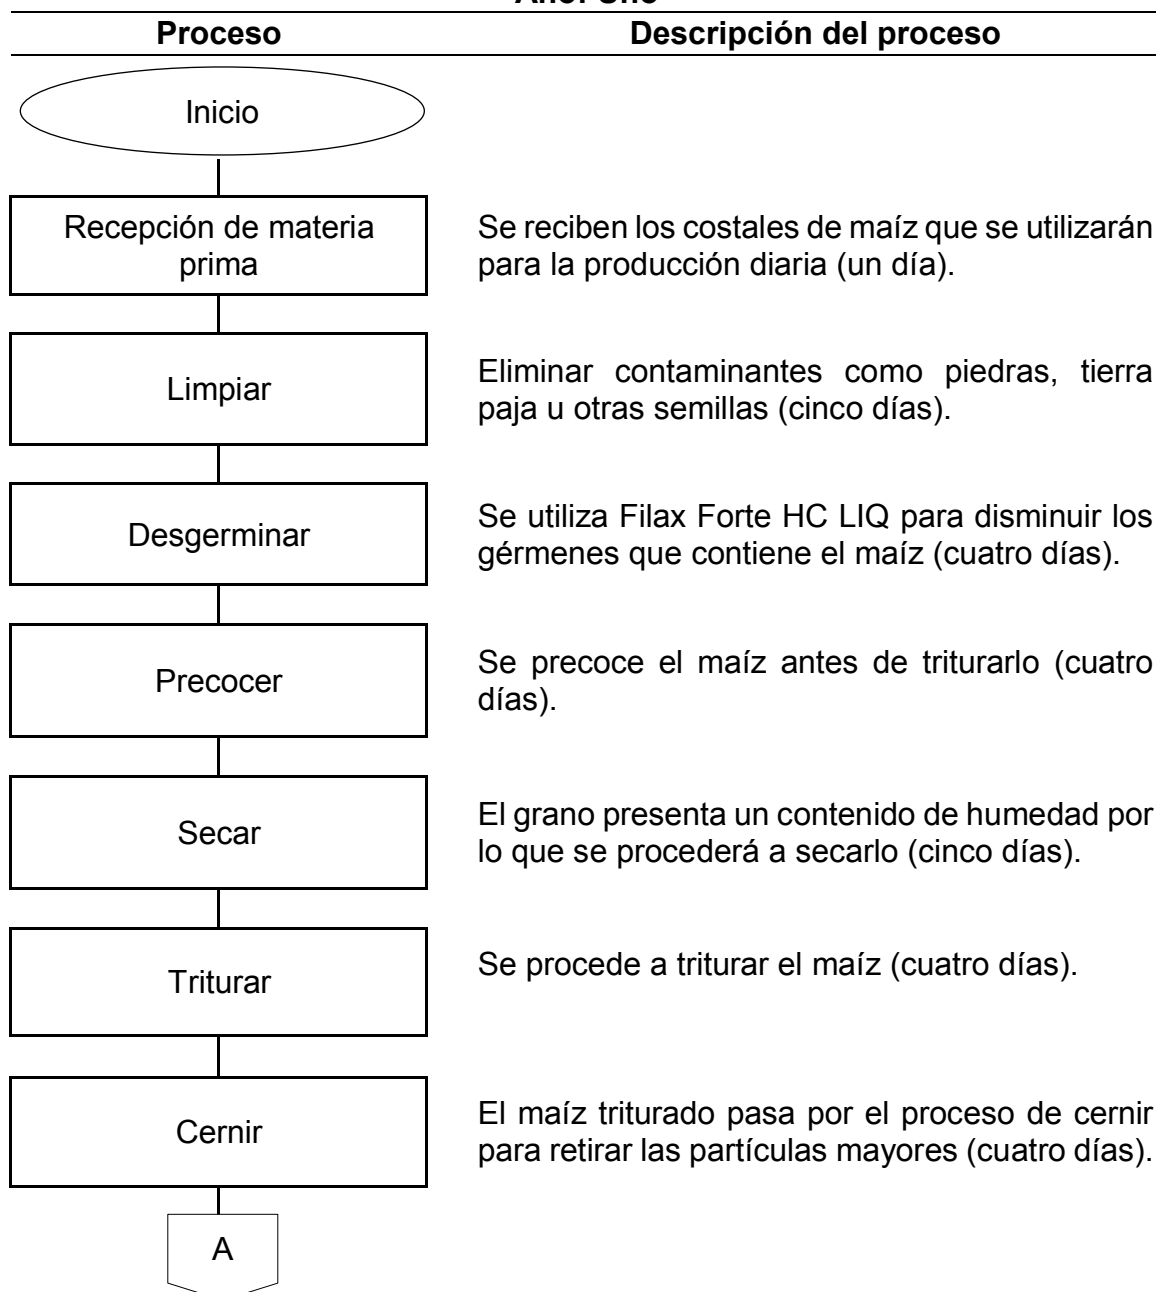 Proceso
Descripción del proceso
Inicio
Recepción de materia
prima
Se reciben los costales de maíz que se utilizarán
para la producción diaria (un día).
Limpiar
Eliminar contaminantes como piedras, tierra
paja u otras semillas (cinco días).
Desgerminar
Se utiliza Filax Forte HC LIQ para disminuir los
gérmenes que contiene el maíz (cuatro días).
Precocer
Se precoce el maíz antes de triturarlo (cuatro
días).
Secar
El grano presenta un contenido de humedad por
lo que se procederá a secarlo (cinco días).
Triturar
Se procede a triturar el maíz (cuatro días).
Cernir
El maíz triturado pasa por el proceso de cernir
para retirar las partículas mayores (cuatro días).
A